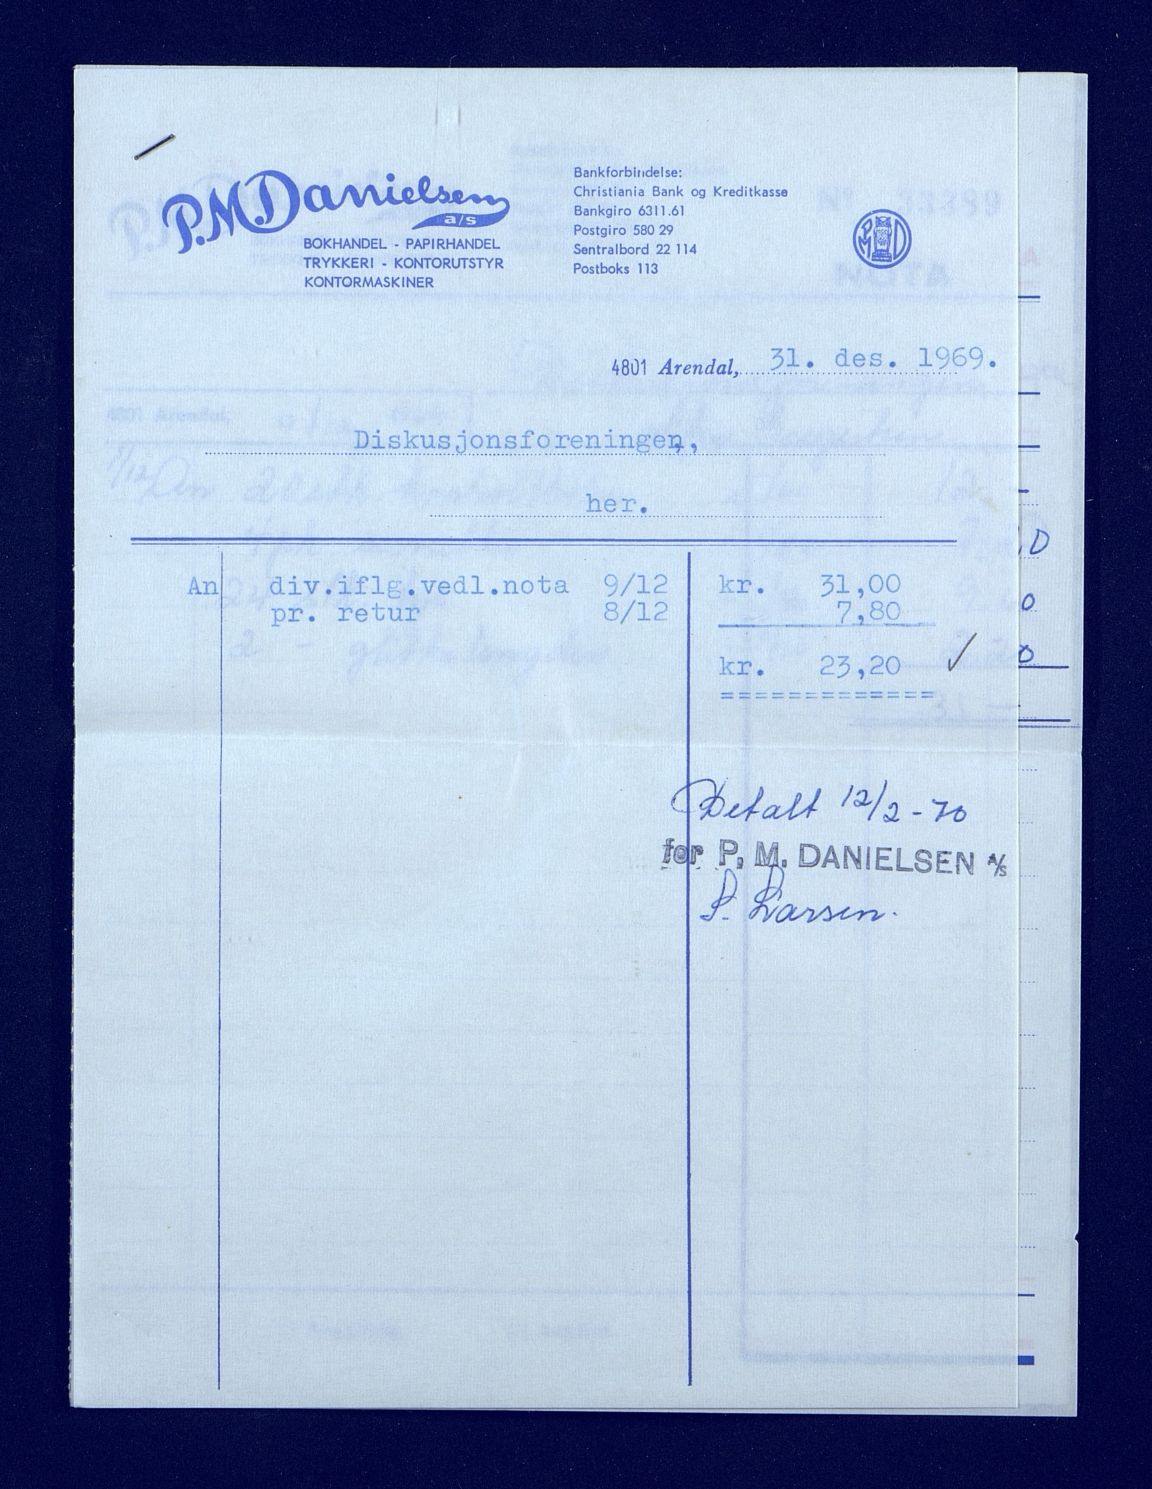 P.M. Danielsen
a/s
BOKHANDEL - PAPIRHANDEL
TRYKKERI - KONTORUTSTYR
KONTORMASKINER
Bankforbindelse:
Christiania Bank og Kreditkasse
Bankgiro 6311.61
Postgiro 580 29
Sentralbord 22 114
Postboks 113
PMD
4801 Arendal, 31. des. 1969.
Diskusjonsforeningen,
her.
An div.iflg.vedl.nota 9/12 kr. 31,00
pr. retur 8/12 7,80
kr. 23,20 ✓
Betalt 12/2-70
for P. M. DANIELSEN A/S
S. Larsen.